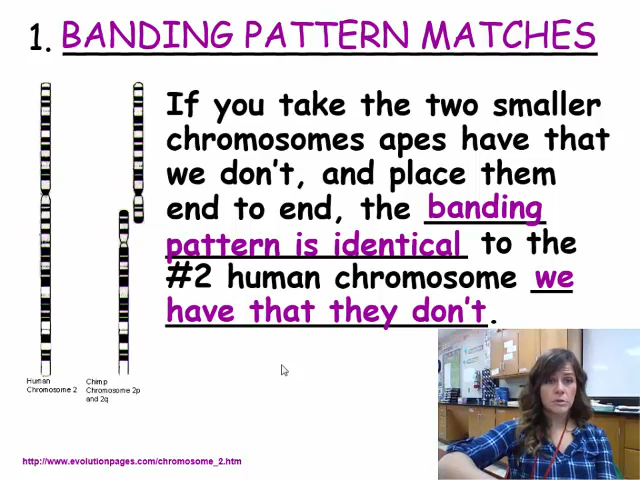 1. BANDING PATTERN MATCHES
If you take the two smaller
chromosomes apes have that
we don't, and place them
end to end, the banding
pattern is identical to the
#2 human chromosome we
have that they don't.
Human
Chromosome 2
Chimp
Chromosome 2p
and 2q
http://www.evolutionpages.com/chromosome_2.htm